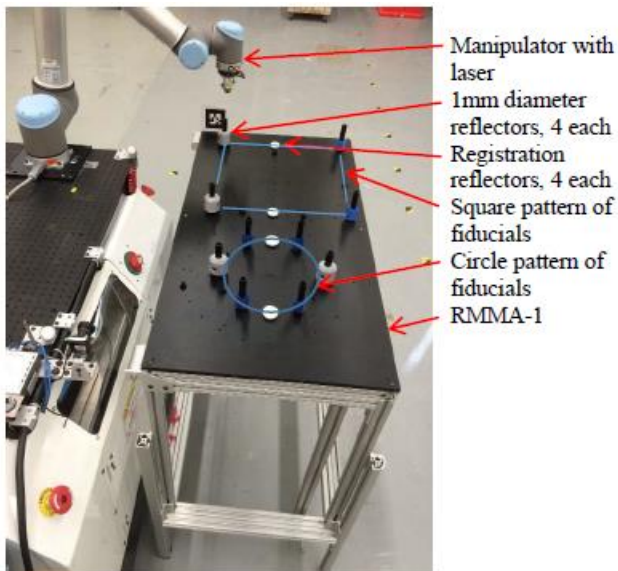 Manipulator with
laser
1mm diameter
reflectors, 4 each
Registration
reflectors, 4 each
Square pattern of
fiducials
Circle pattern of
fiducials
RMMA-1